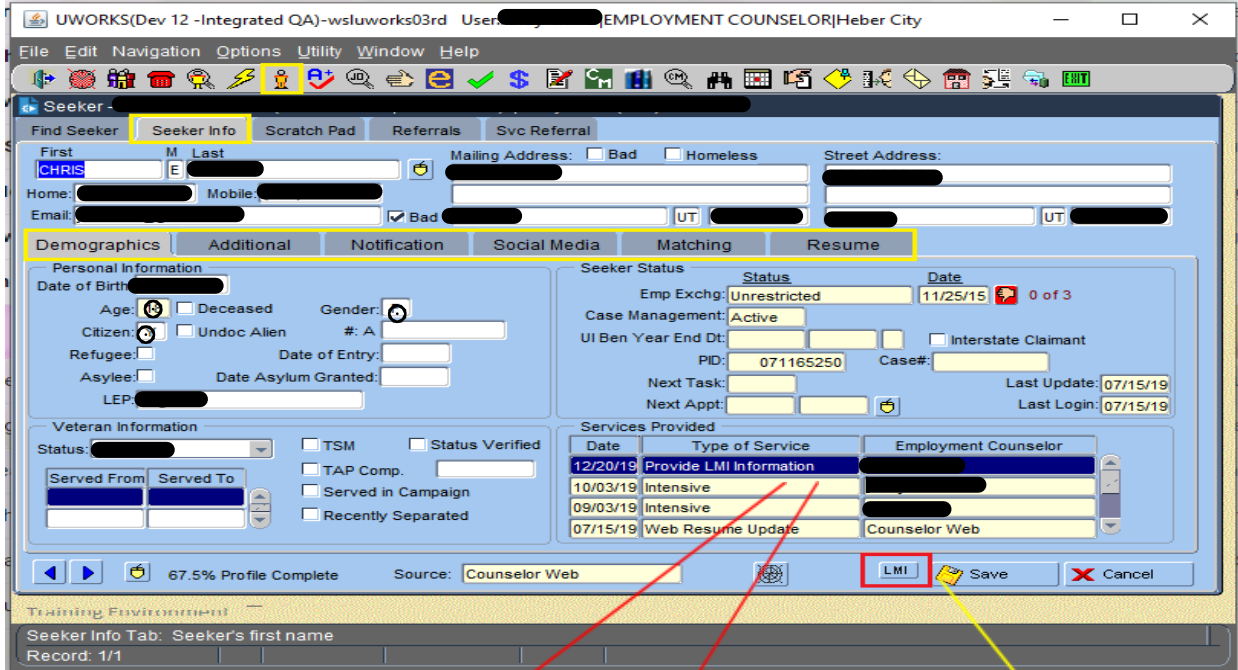 UWORKS(Dev 12 -Integrated QA)-wsluworks03rd User: EMPLOYMENT COUNSELOR|Heber City
File Edit Navigation Options Utility Window Help
Seeker -
Find Seeker Seeker Info Scratch Pad Referrals Svc Referral
First M Last Mailing Address: Bad Homeless Street Address:
CHRIS E
Home: Mobile:
Email: Bad UT UT
Demographics Additional Notification Social Media Matching Resume
Personal Information Seeker Status
Status Date
Date of Birth
Emp Exchg: Unrestricted 11/25/15 0 of 3
Age: Deceased Gender:
Case Management: Active
Citizen: Undoc Alien #: A
UI Ben Year End Dt: Interstate Claimant
Refugee: Date of Entry:
PID: 071165250 Case#:
Asylee: Date Asylum Granted:
Next Task: Last Update: 07/15/19
LEP:
Next Appt: Last Login: 07/15/19
Veteran Information Services Provided
Status: TSM Status Verified
Date Type of Service Employment Counselor
TAP Comp. 12/20/19 Provide LMI Information
Served From Served To
Served in Campaign 10/03/19 Intensive
09/03/19 Intensive
Recently Separated
07/15/19 Web Resume Update Counselor Web
67.5% Profile Complete Source: Counselor Web LMI Save Cancel
Training Environment
Seeker Info Tab: Seeker's first name
Record: 1/1